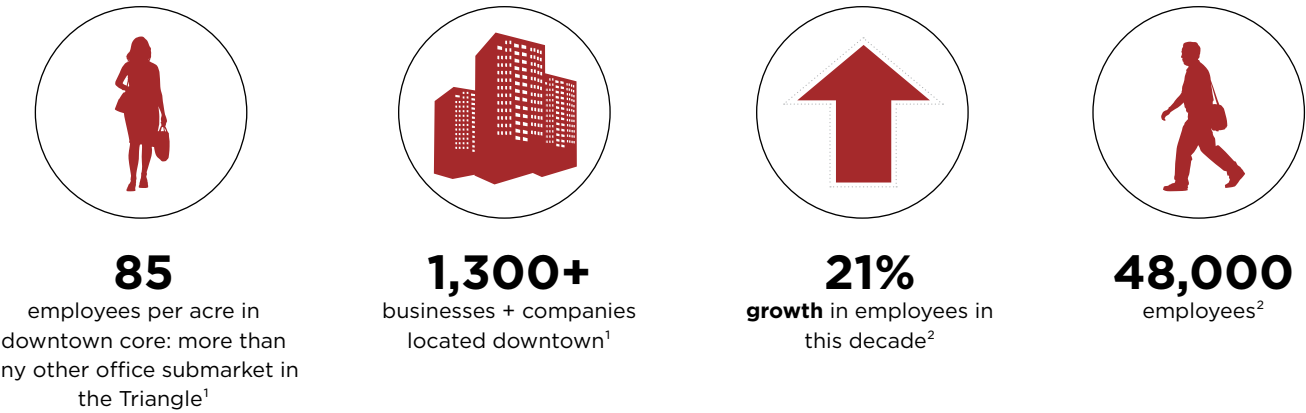 85
employees per acre in
downtown core: more than
ny other office submarket in
the Triangle¹
1,300+
businesses + companies
located downtown¹
21%
growth in employees in
this decade²
48,000
employees²